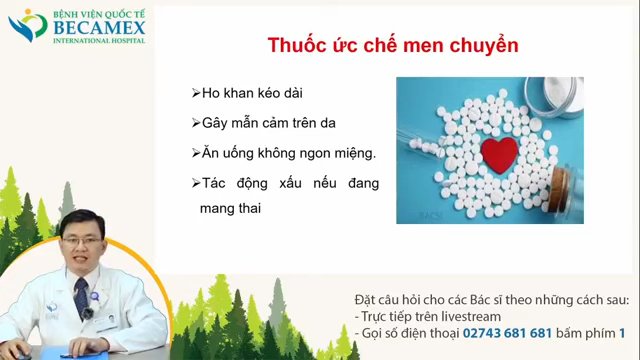 BỆNH VIỆN QUỐC TẾ
BECAMEX
INTERNATIONAL HOSPITAL
Thuốc ức chế men chuyển
➢Ho khan kéo dài
➢Gây mẫn cảm trên da
➢Ăn uống không ngon miệng.
➢Tác động xấu nếu đang
mang thai
Đặt câu hỏi cho các Bác sĩ theo những cách sau:
- Trực tiếp trên livestream
- Gọi số điện thoại 02743 681 681 bấm phím 1